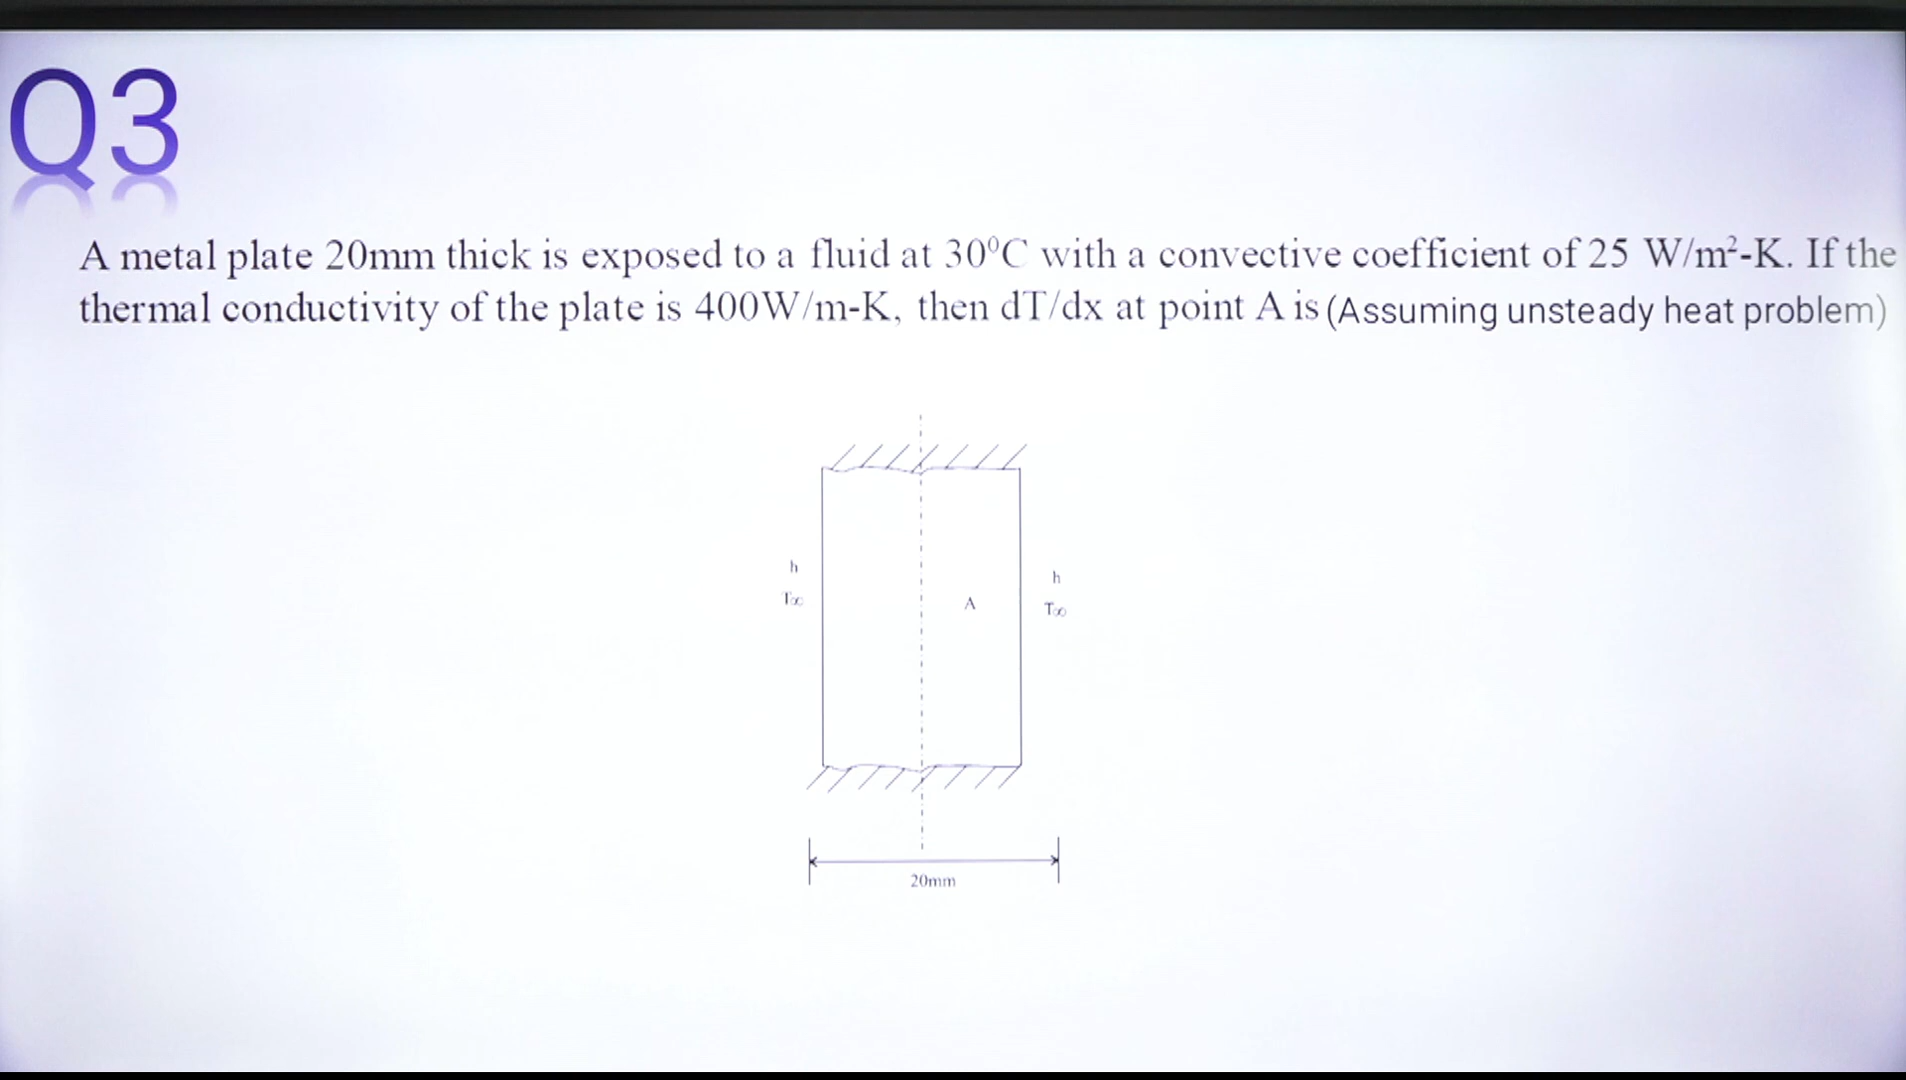 Q3
A metal plate 20mm thick is exposed to a fluid at 30⁰C with a convective coefficient of 25 W/m²-K. If the
thermal conductivity of the plate is 400W/m-K, then dT/dx at point A is (Assuming unsteady heat problem)
h
h
T∞
A
T∞
20mm